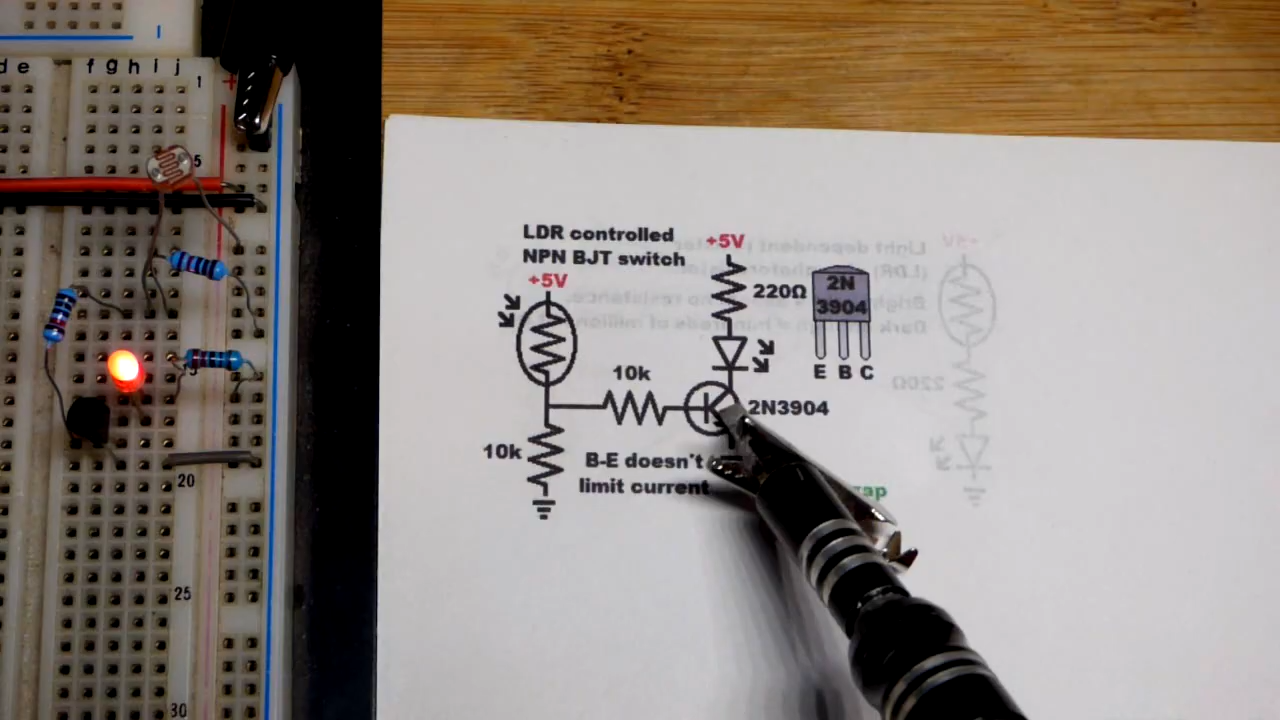 d e f g h i j
1
+
5
20
25
30
LDR controlled
NPN BJT switch
+5V
+5V
220Ω
2N
3904
E B C
10k
2N3904
10k
B-E doesn't
limit current